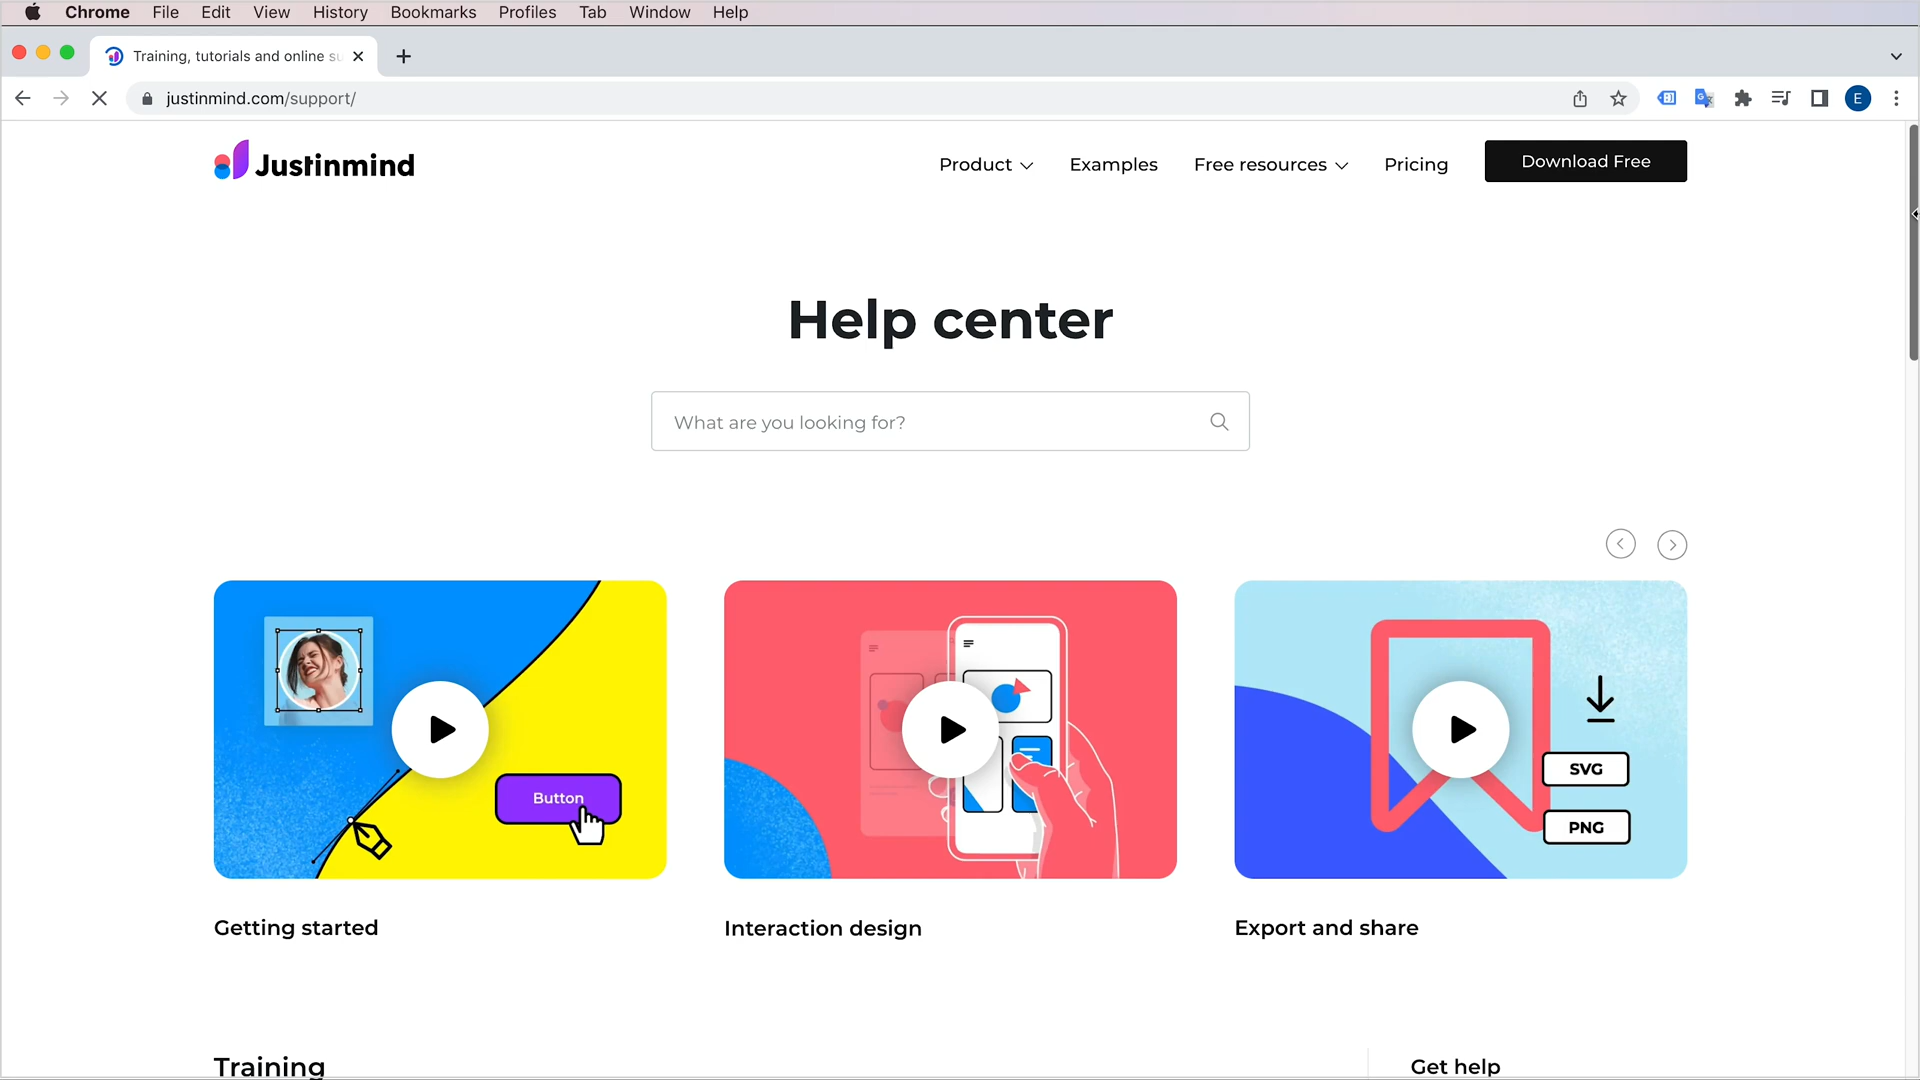 Chrome File Edit View History Bookmarks Profiles Tab Window Help
Training, tutorials and online su
justinmind.com/support/
E
Justinmind
Product Examples Free resources Pricing Download Free
Help center
What are you looking for?
Button
SVG
PNG
Getting started
Interaction design
Export and share
Training
Get help